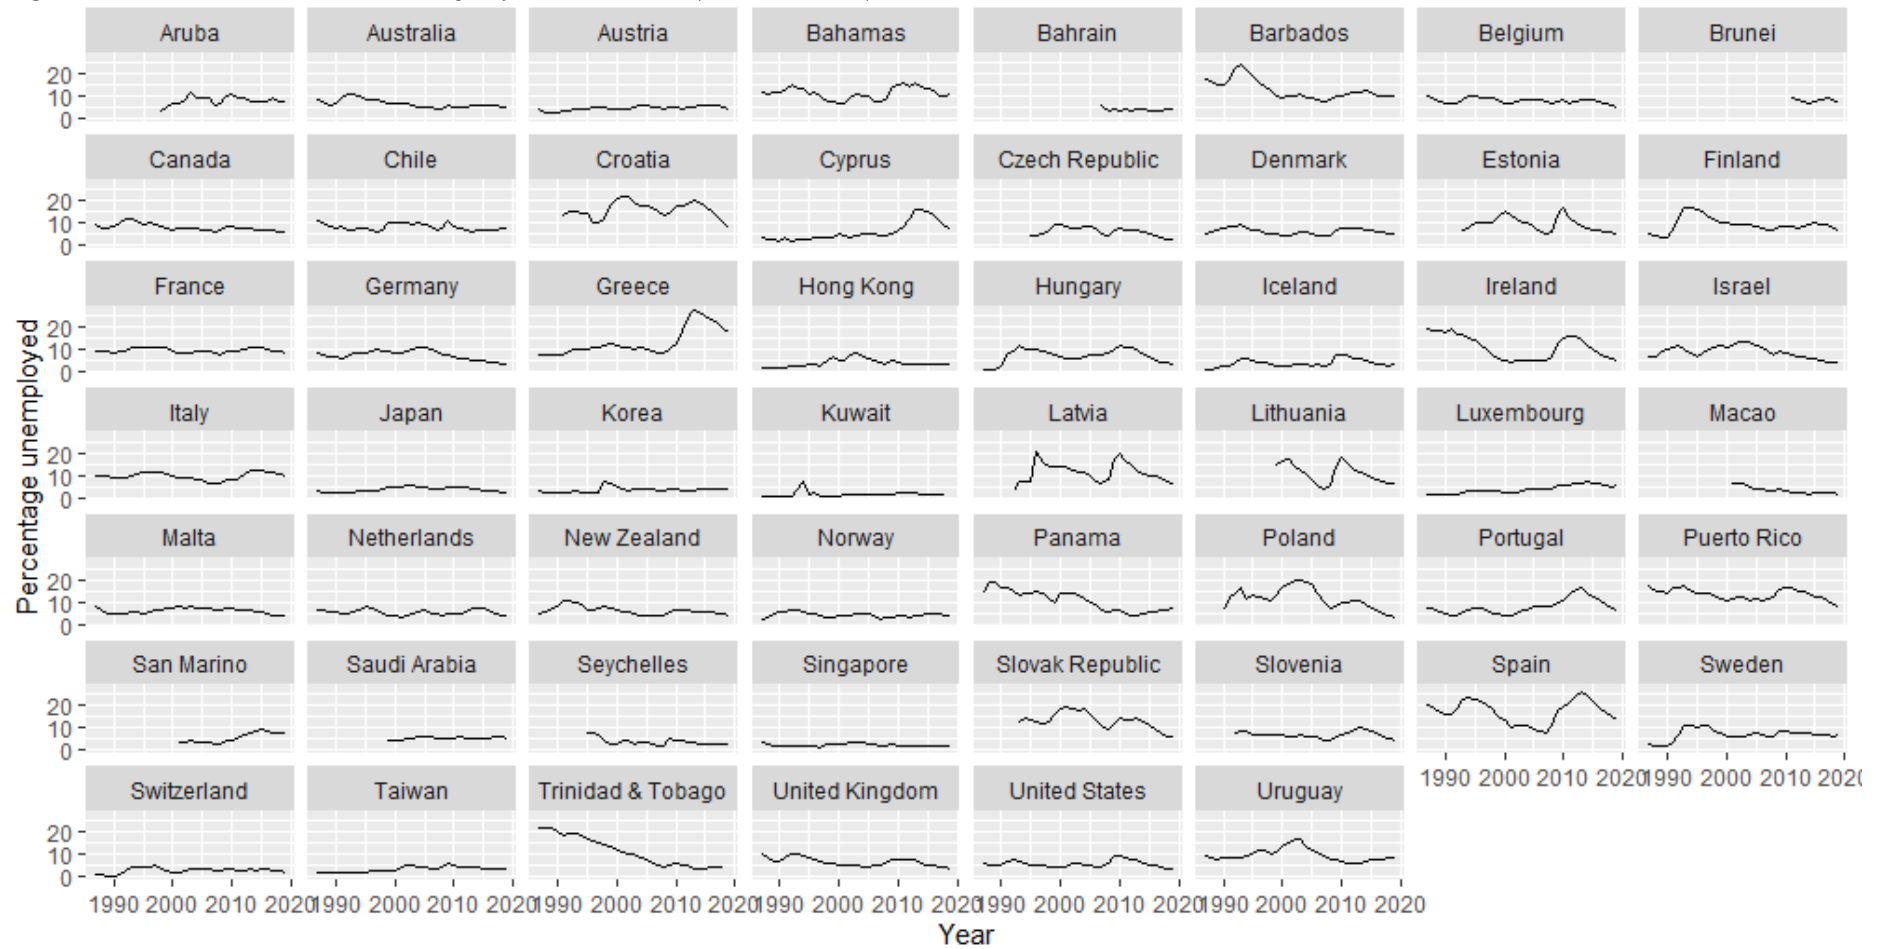 Aruba Australia Austria Bahamas Bahrain Barbados Belgium Brunei
20
10
0
Canada Chile Croatia Cyprus Czech Republic Denmark Estonia Finland
20
10
0
France Germany Greece Hong Kong Hungary Iceland Ireland Israel
20
10
0
Percentage unemployed
Italy Japan Korea Kuwait Latvia Lithuania Luxembourg Macao
20
10
0
Malta Netherlands New Zealand Norway Panama Poland Portugal Puerto Rico
20
10
0
San Marino Saudi Arabia Seychelles Singapore Slovak Republic Slovenia Spain Sweden
20
10
0
1990 2000 2010 2020 1990 2000 2010 2020
Switzerland Taiwan Trinidad & Tobago United Kingdom United States Uruguay
20
10
0
1990 2000 2010 2020 1990 2000 2010 2020 1990 2000 2010 2020 1990 2000 2010 2020 1990 2000 2010 2020 1990 2000 2010 2020
Year